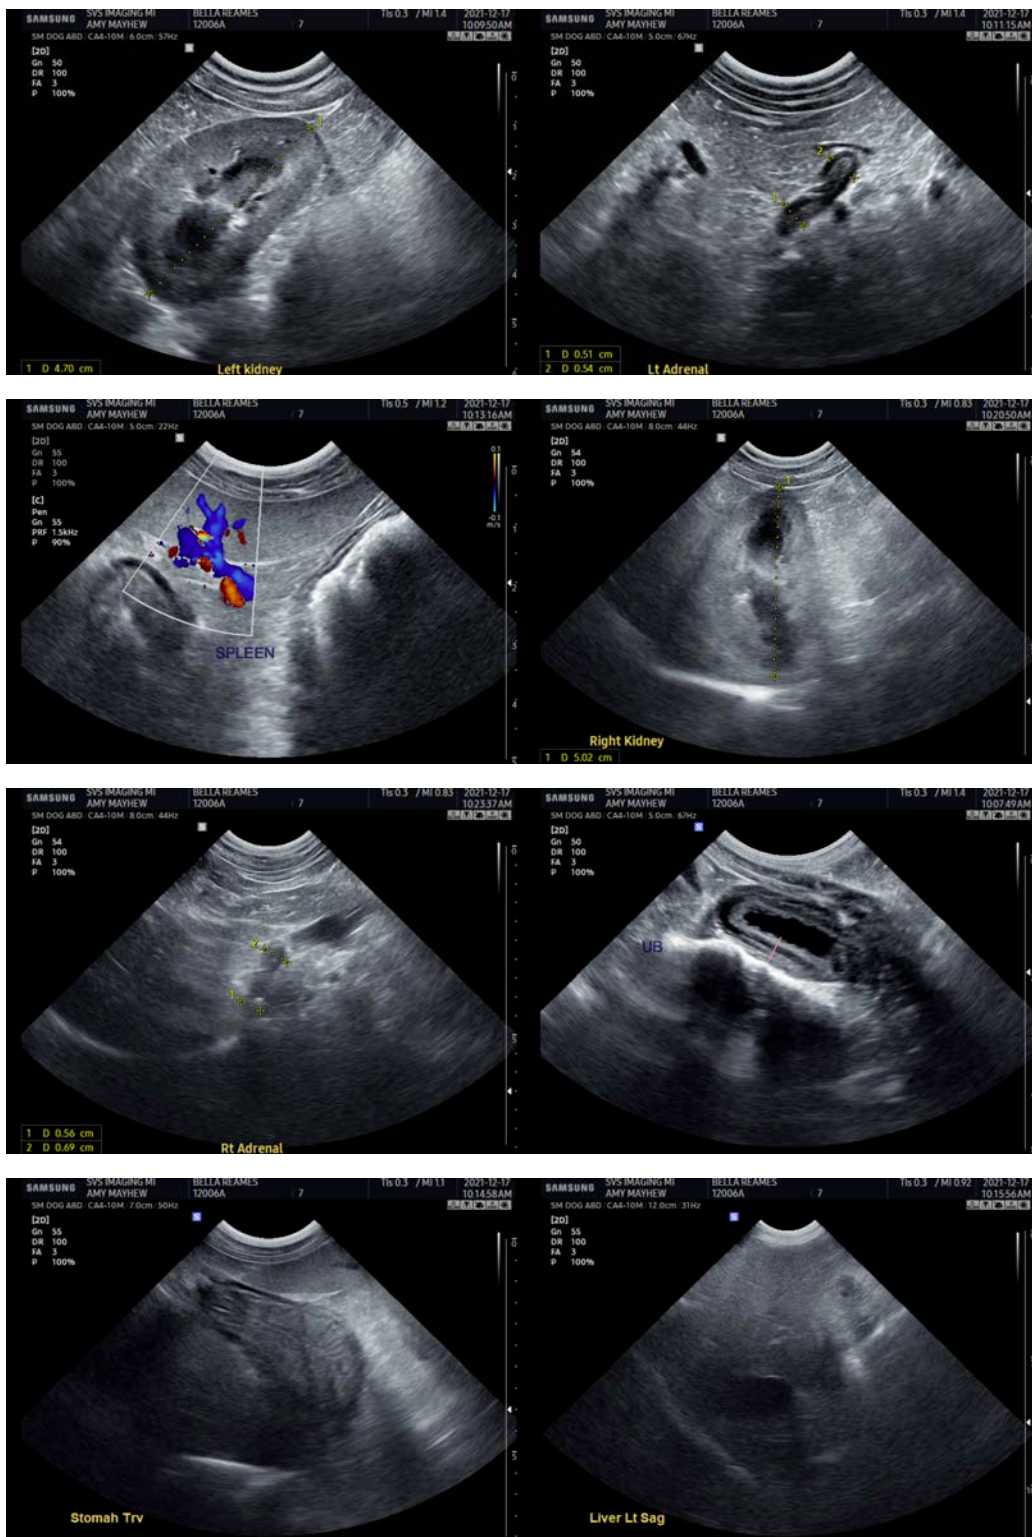 SAMSUNG SVS IMAGING MI BELLA REAMES TIs 0.3 / MI 1.4 2021-12-17
AMY MAYHEW 12006A 7 10:09:50AM
SM DOG ABD / CA4-10M / 6.0cm / 57Hz
S
[2D]
Gn 50
DR 100
FA 3
P 100%
1
1 D 4.70 cm
Left kidney
SVS IMAGING MI BELLA REAMES TIs 0.3 / MI 1.4 2021-12-17
SAMSUNG AMY MAYHEW 12006A 7 10:11:15AM
SM DOG ABD / CA4-10M / 5.0cm / 67Hz
S
[2D]
Gn 50
DR 100
FA 3
P 100%
2
1
1 D 0.51 cm
2 D 0.54 cm
Lt Adrenal
SAMSUNG SVS IMAGING MI BELLA REAMES TIs 0.5 / MI 1.2 2021-12-17
AMY MAYHEW 12006A 7 10:13:16AM
SM DOG ABD / CA4-10M / 5.0cm / 22Hz
S
[2D]
Gn 55
DR 100
FA 3
P 100%
[C]
Pen
Gn 55
PRF 1.5kHz
P 90%
0.1
-0.1
m/s
SPLEEN
SAMSUNG SVS IMAGING MI BELLA REAMES TIs 0.3 / MI 0.83 2021-12-17
AMY MAYHEW 12006A 7 10:20:50AM
SM DOG ABD / CA4-10M / 8.0cm / 44Hz
S
[2D]
Gn 54
DR 100
FA 3
P 100%
1
Right Kidney
1 D 5.02 cm
SAMSUNG SVS IMAGING MI BELLA REAMES TIs 0.3 / MI 0.83 2021-12-17
AMY MAYHEW 12006A 7 10:23:37AM
SM DOG ABD / CA4-10M / 8.0cm / 44Hz
S
[2D]
Gn 54
DR 100
FA 3
P 100%
2
1
1 D 0.56 cm
2 D 0.69 cm
Rt Adrenal
SAMSUNG SVS IMAGING MI BELLA REAMES TIs 0.3 / MI 1.4 2021-12-17
AMY MAYHEW 12006A 7 10:07:49AM
SM DOG ABD / CA4-10M / 5.0cm / 67Hz
S
[2D]
Gn 50
DR 100
FA 3
P 100%
UB
SAMSUNG SVS IMAGING MI BELLA REAMES TIs 0.3 / MI 1.1 2021-12-17
AMY MAYHEW 12006A 7 10:14:58AM
SM DOG ABD / CA4-10M / 7.0cm / 50Hz
S
[2D]
Gn 55
DR 100
FA 3
P 100%
Stomah Trv
SAMSUNG SVS IMAGING MI BELLA REAMES TIs 0.3 / MI 0.92 2021-12-17
AMY MAYHEW 12006A 7 10:15:56AM
SM DOG ABD / CA4-10M / 12.0cm / 31Hz
S
[2D]
Gn 55
DR 100
FA 3
P 100%
Liver Lt Sag